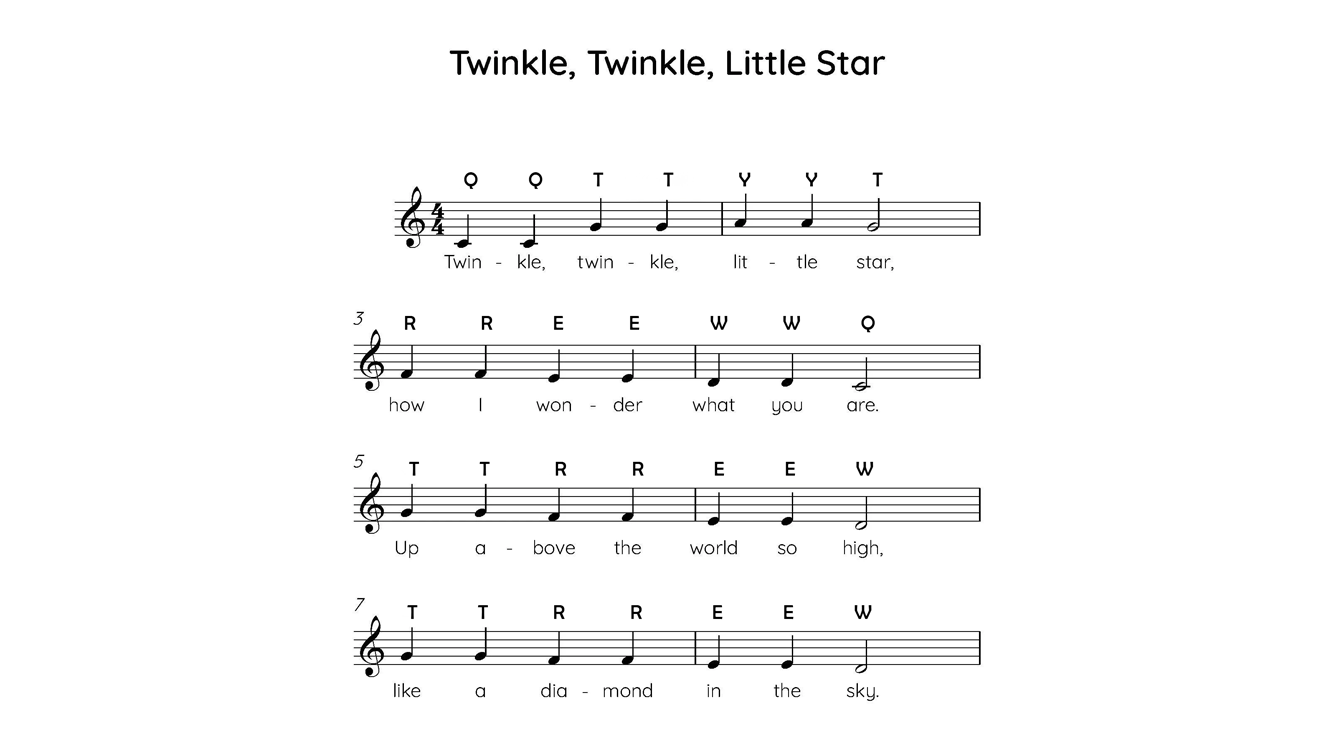 Twinkle, Twinkle, Little Star
Q Q T T Y Y T
4
4
Twin - kle, twin - kle, lit - tle star,
3
R R E E W W Q
how I won - der what you are.
5
T T R R E E W
Up a - bove the world so high,
7
T T R R E E W
like a dia - mond in the sky.